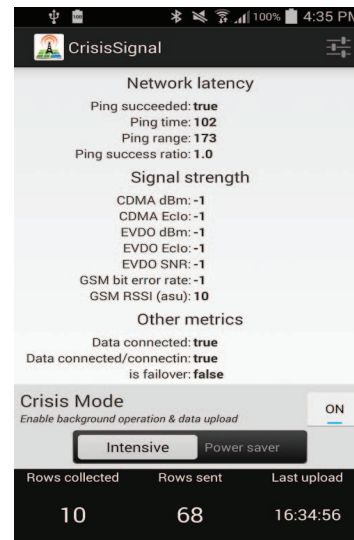 100% 4:35 PM
CrisisSignal
Network latency
Ping succeeded: true
Ping time: 102
Ping range: 173
Ping success ratio: 1.0
Signal strength
CDMA dBm: -1
CDMA EcIo: -1
EVDO dBm: -1
EVDO EcIo: -1
EVDO SNR: -1
GSM bit error rate: -1
GSM RSSI (asu): 10
Other metrics
Data connected: true
Data connected/connectin: true
is failover: false
Crisis Mode
Enable background operation & data upload
ON
Intensive Power saver
Rows collected Rows sent Last upload
10 68 16:34:56